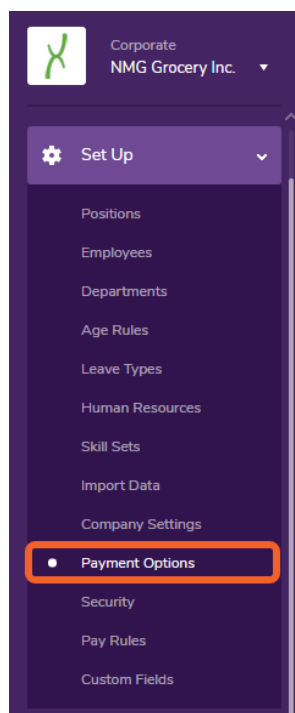 Corporate
NMG Grocery Inc.
Set Up
Positions
Employees
Departments
Age Rules
Leave Types
Human Resources
Skill Sets
Import Data
Company Settings
Payment Options
Security
Pay Rules
Custom Fields